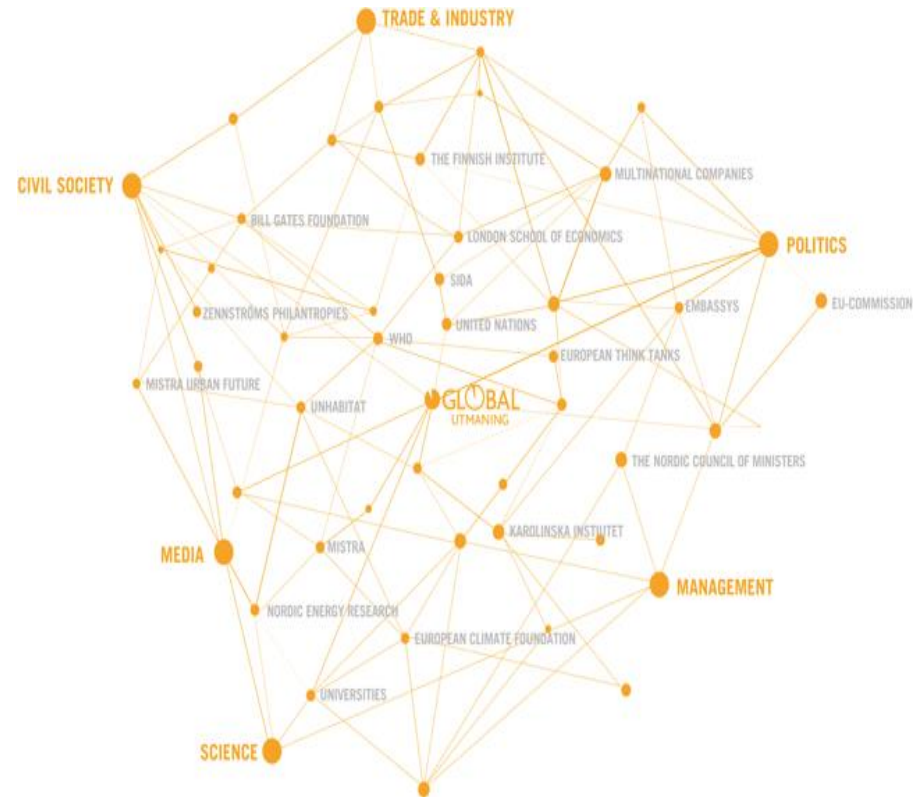 TRADE & INDUSTRY
THE FINNISH INSTITUTE
MULTINATIONAL COMPANIES
CIVIL SOCIETY
BILL GATES FOUNDATION
LONDON SCHOOL OF ECONOMICS
POLITICS
SIDA
EU-COMMISSION
EMBASSYS
ZENNSTRÖMS PHILANTROPIES
UNITED NATIONS
WHO
EUROPEAN THINK TANKS
MISTRA URBAN FUTURE
UNHABITAT
GLOBAL
UTMANING
THE NORDIC COUNCIL OF MINISTERS
KAROLINSKA INSTIUTET
MISTRA
MEDIA
MANAGEMENT
NORDIC ENERGY RESEARCH
EUROPEAN CLIMATE FOUNDATION
UNIVERSITIES
SCIENCE